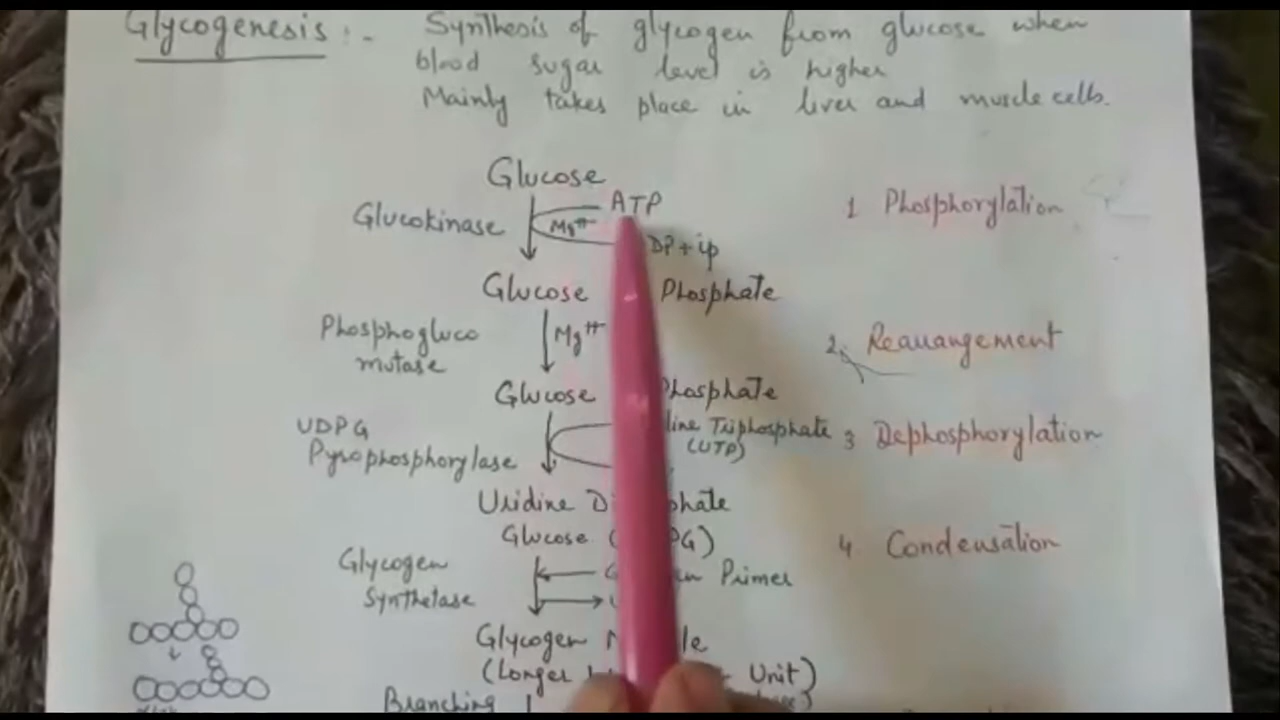 Glycogenesis :- Synthesis of glycogen from glucose when
blood sugar level is higher
Mainly takes place in liver and muscle cells.
Glucose
Glucokinase Mg++ ATP
DP + ip
1 Phosphorylation
Glucose Phosphate
Phosphogluco
mutase
Mg++
2. Rearrangement
Glucose Phosphate
UDPG
Pyrophosphorylase
Triphosphate
(UTP)
3 Dephosphorylation
Uridine phosphate
Glucose
4 Condensation
Glycogen
Synthetase
Primer
Glycogen
(Longer Unit)
Branching